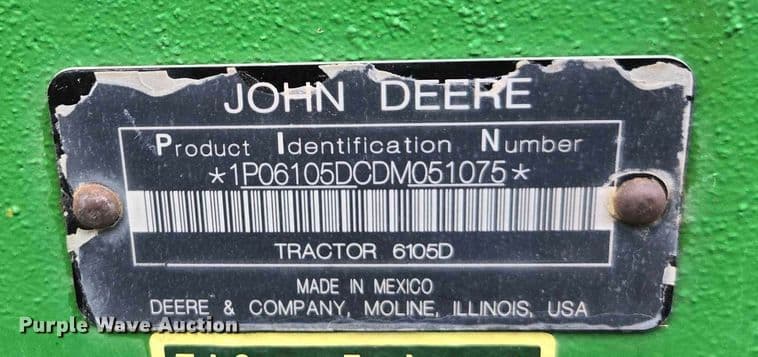 JOHN DEERE
Product Identification Number
*1P06105DCDM051075*
TRACTOR 6105D
MADE IN MEXICO
DEERE & COMPANY, MOLINE, ILLINOIS, USA
Purple Wave Auction